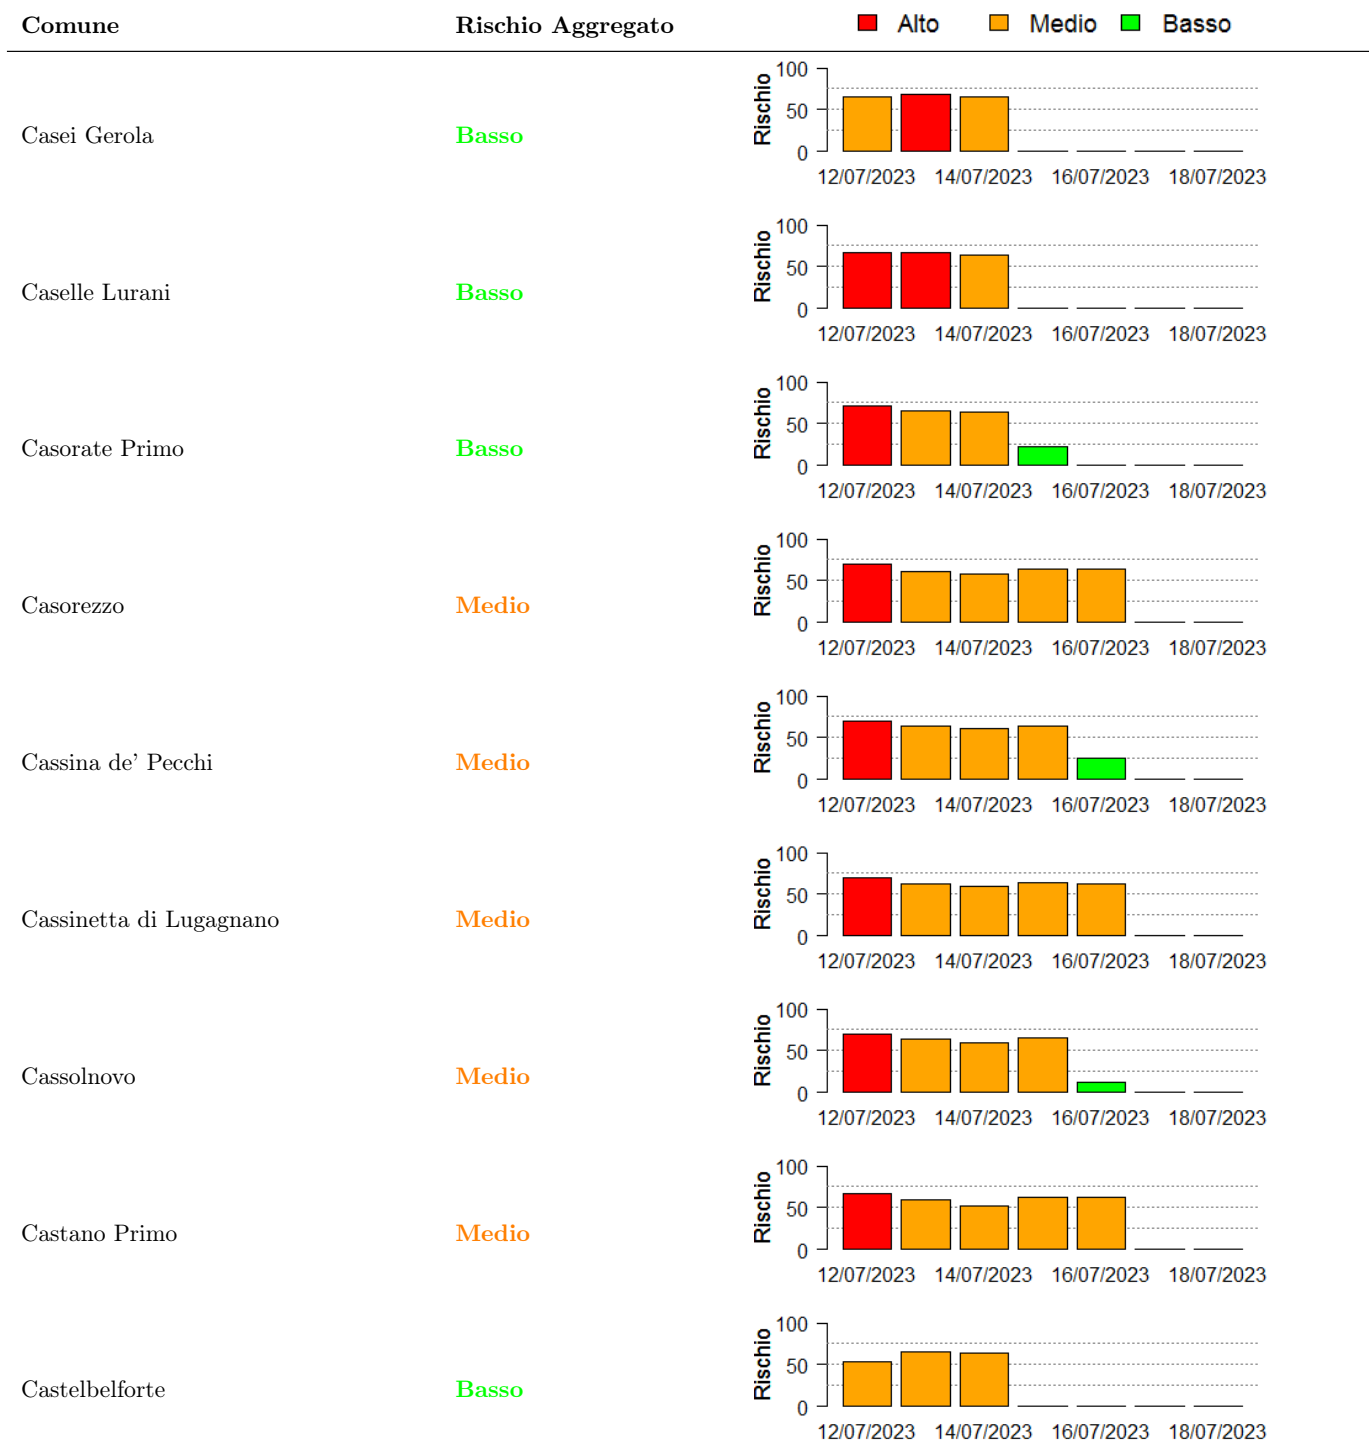 Comune Rischio Aggregato Alto Medio Basso
100
50
0
Rischio
Casei Gerola Basso
12/07/2023 14/07/2023 16/07/2023 18/07/2023
100
50
0
Rischio
Caselle Lurani Basso
12/07/2023 14/07/2023 16/07/2023 18/07/2023
100
50
0
Rischio
Casorate Primo Basso
12/07/2023 14/07/2023 16/07/2023 18/07/2023
100
50
0
Rischio
Casorezzo Medio
12/07/2023 14/07/2023 16/07/2023 18/07/2023
100
50
0
Rischio
Cassina de' Pecchi Medio
12/07/2023 14/07/2023 16/07/2023 18/07/2023
100
50
0
Rischio
Cassinetta di Lugagnano Medio
12/07/2023 14/07/2023 16/07/2023 18/07/2023
100
50
0
Rischio
Cassolnovo Medio
12/07/2023 14/07/2023 16/07/2023 18/07/2023
100
50
0
Rischio
Castano Primo Medio
12/07/2023 14/07/2023 16/07/2023 18/07/2023
100
50
0
Rischio
Castelbelforte Basso
12/07/2023 14/07/2023 16/07/2023 18/07/2023